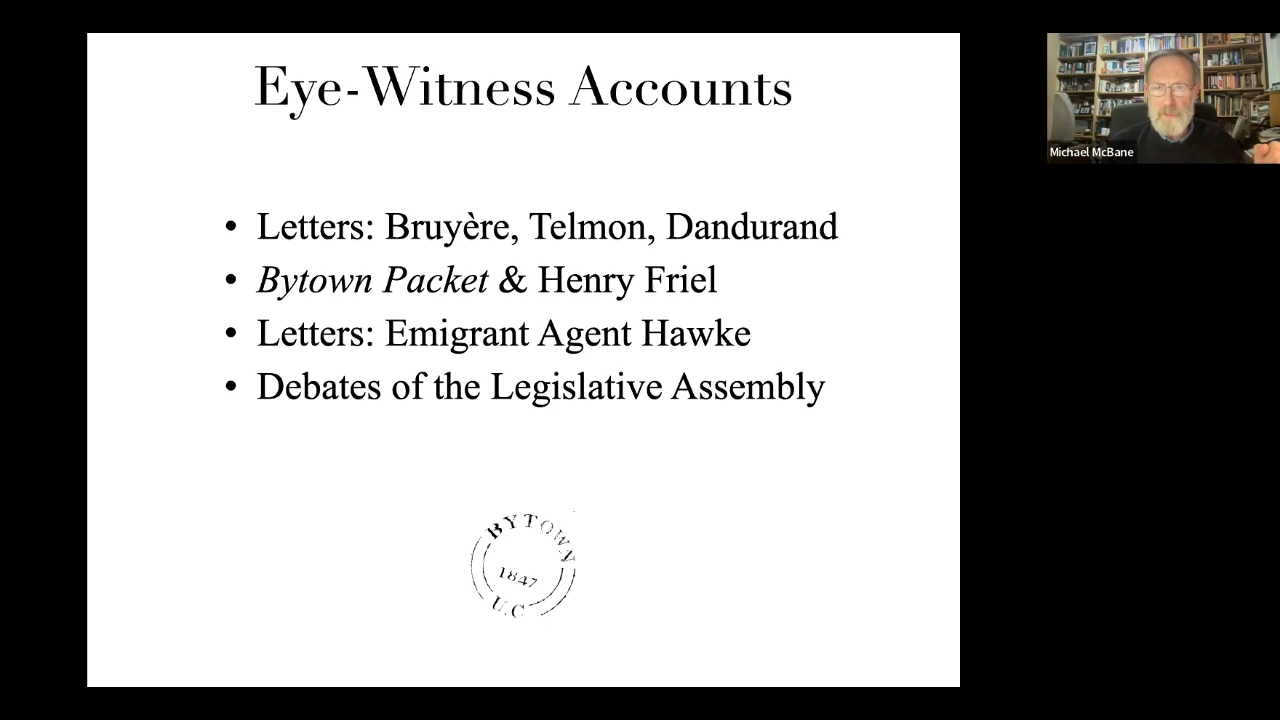 Eye-Witness Accounts
• Letters: Bruyère, Telmon, Dandurand
• Bytown Packet & Henry Friel
• Letters: Emigrant Agent Hawke
• Debates of the Legislative Assembly
BYTOWN
1847
U.C
Michael McBane